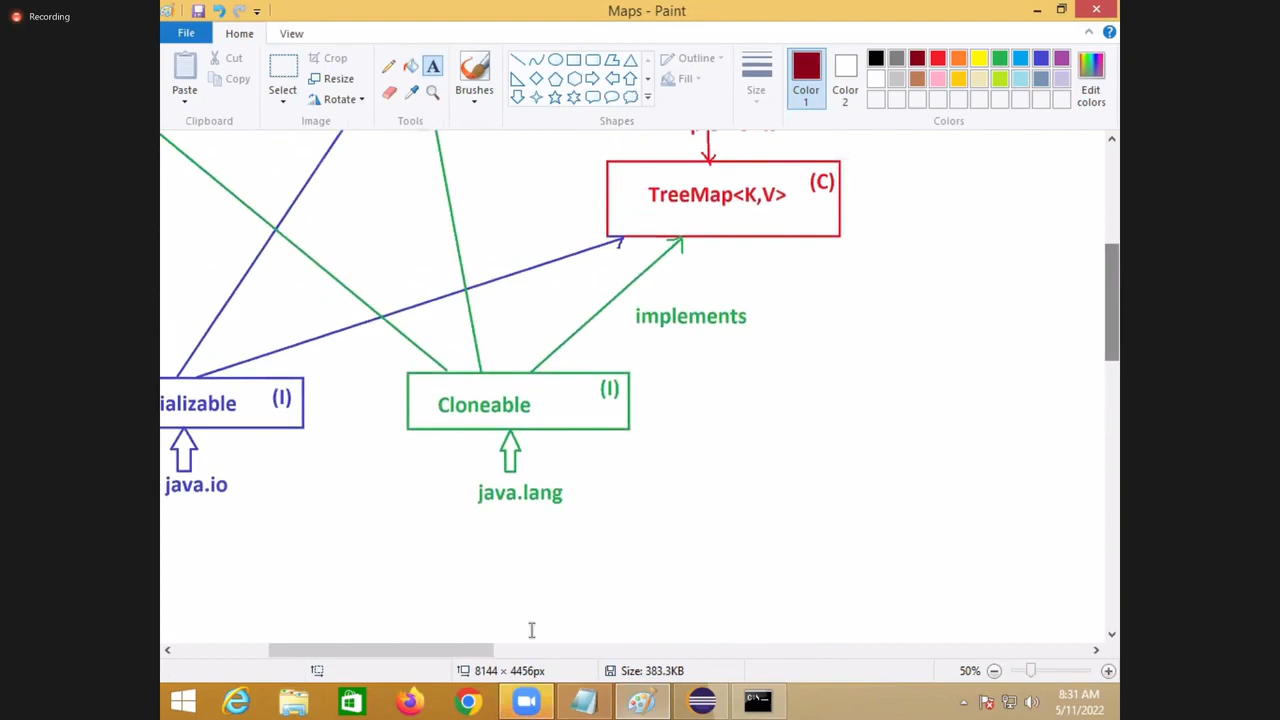 Recording
Maps - Paint
File Home View
Paste
Cut
Copy
Clipboard
Select
Crop
Resize
Rotate
Image
A
Tools
Brushes
Outline
Fill
Shapes
Size
Color
1
Color
2
Edit
colors
Colors
TreeMap<K,V>
(C)
implements
ializable
(I)
Cloneable
(I)
java.io
java.lang
8144 × 4456px
Size: 383.3KB
50%
8:31 AM
5/11/2022